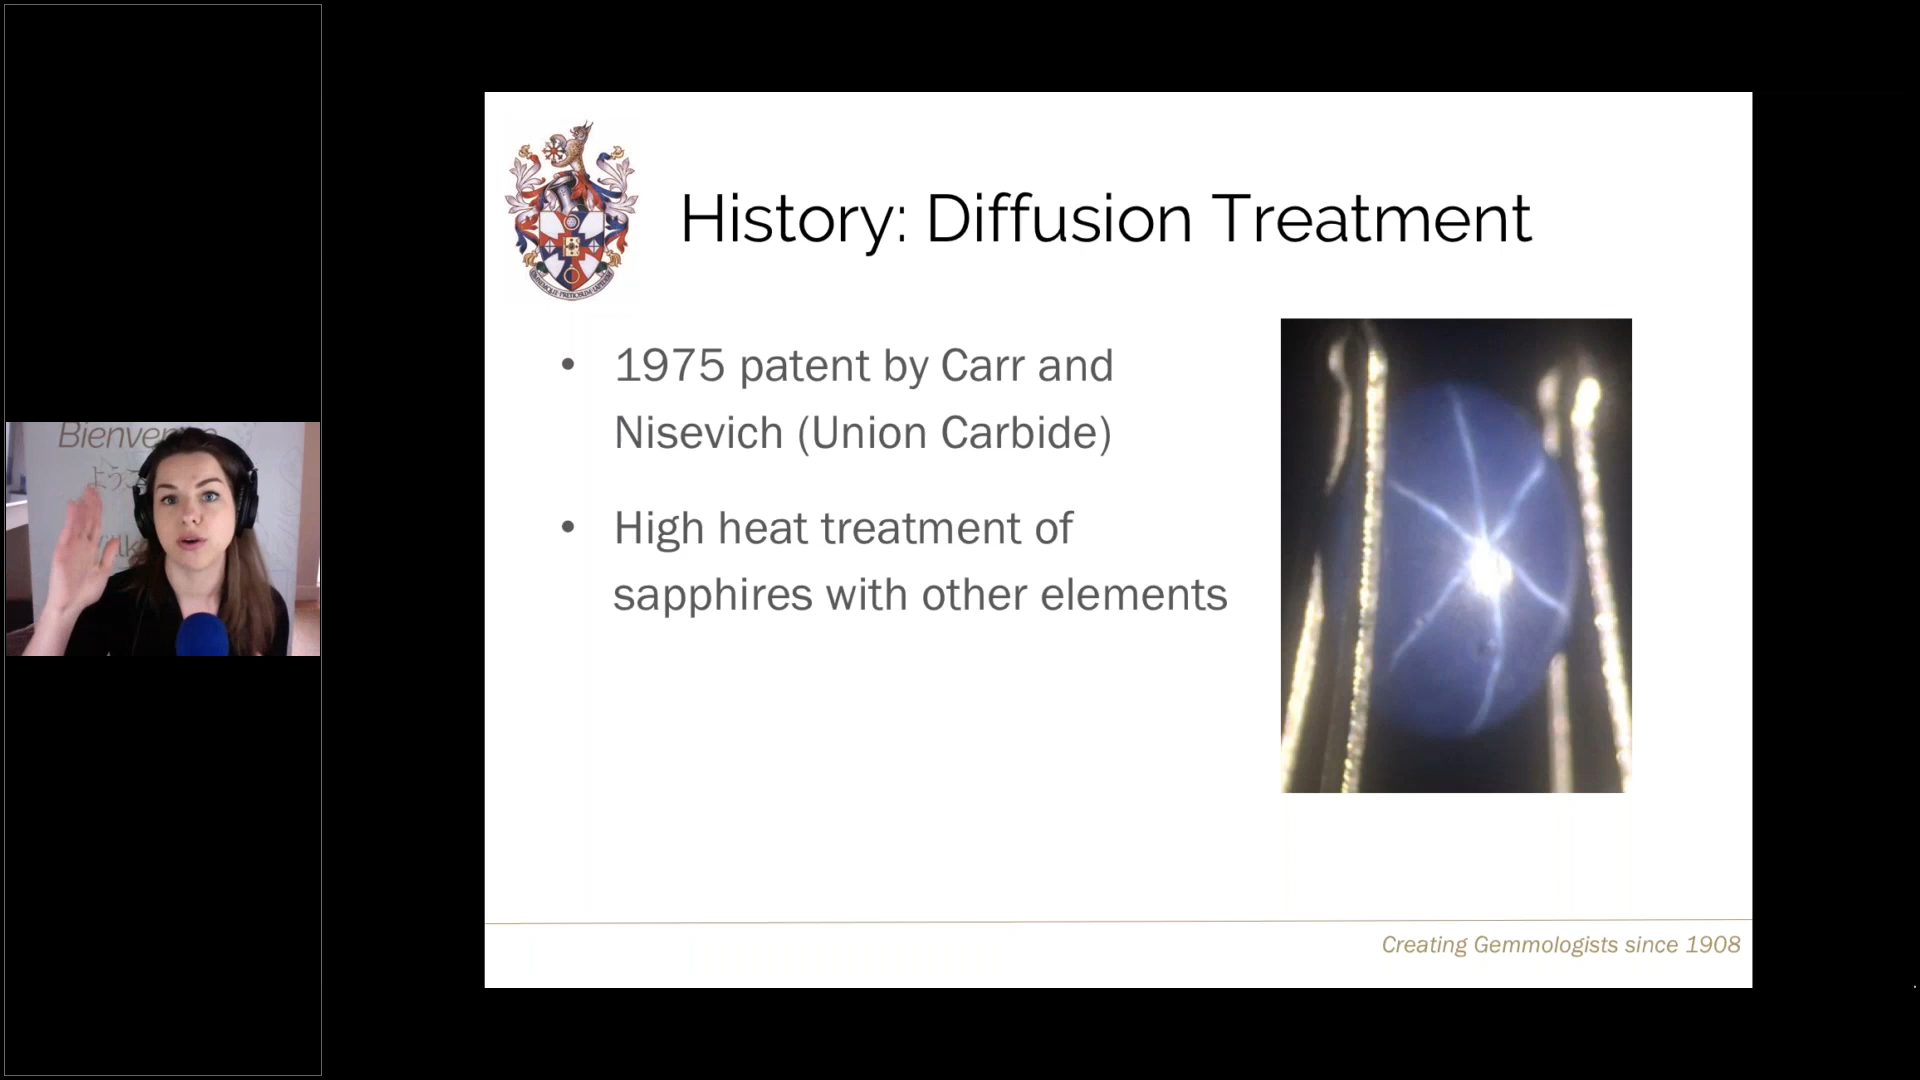 History: Diffusion Treatment
• 1975 patent by Carr and
Nisevich (Union Carbide)
• High heat treatment of
sapphires with other elements
Creating Gemmologists since 1908